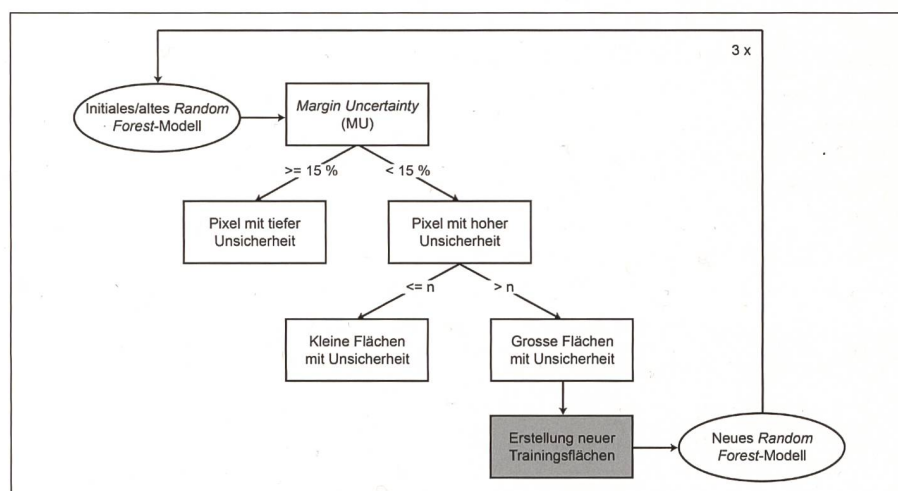 3 x
Initiales/altes Random
Forest-Modell
Margin Uncertainty
(MU)
>= 15 %
< 15 %
Pixel mit tiefer
Unsicherheit
Pixel mit hoher
Unsicherheit
<= n
> n
Kleine Flächen
mit Unsicherheit
Grosse Flächen
mit Unsicherheit
Erstellung neuer
Trainingsflächen
Neues Random
Forest-Modell